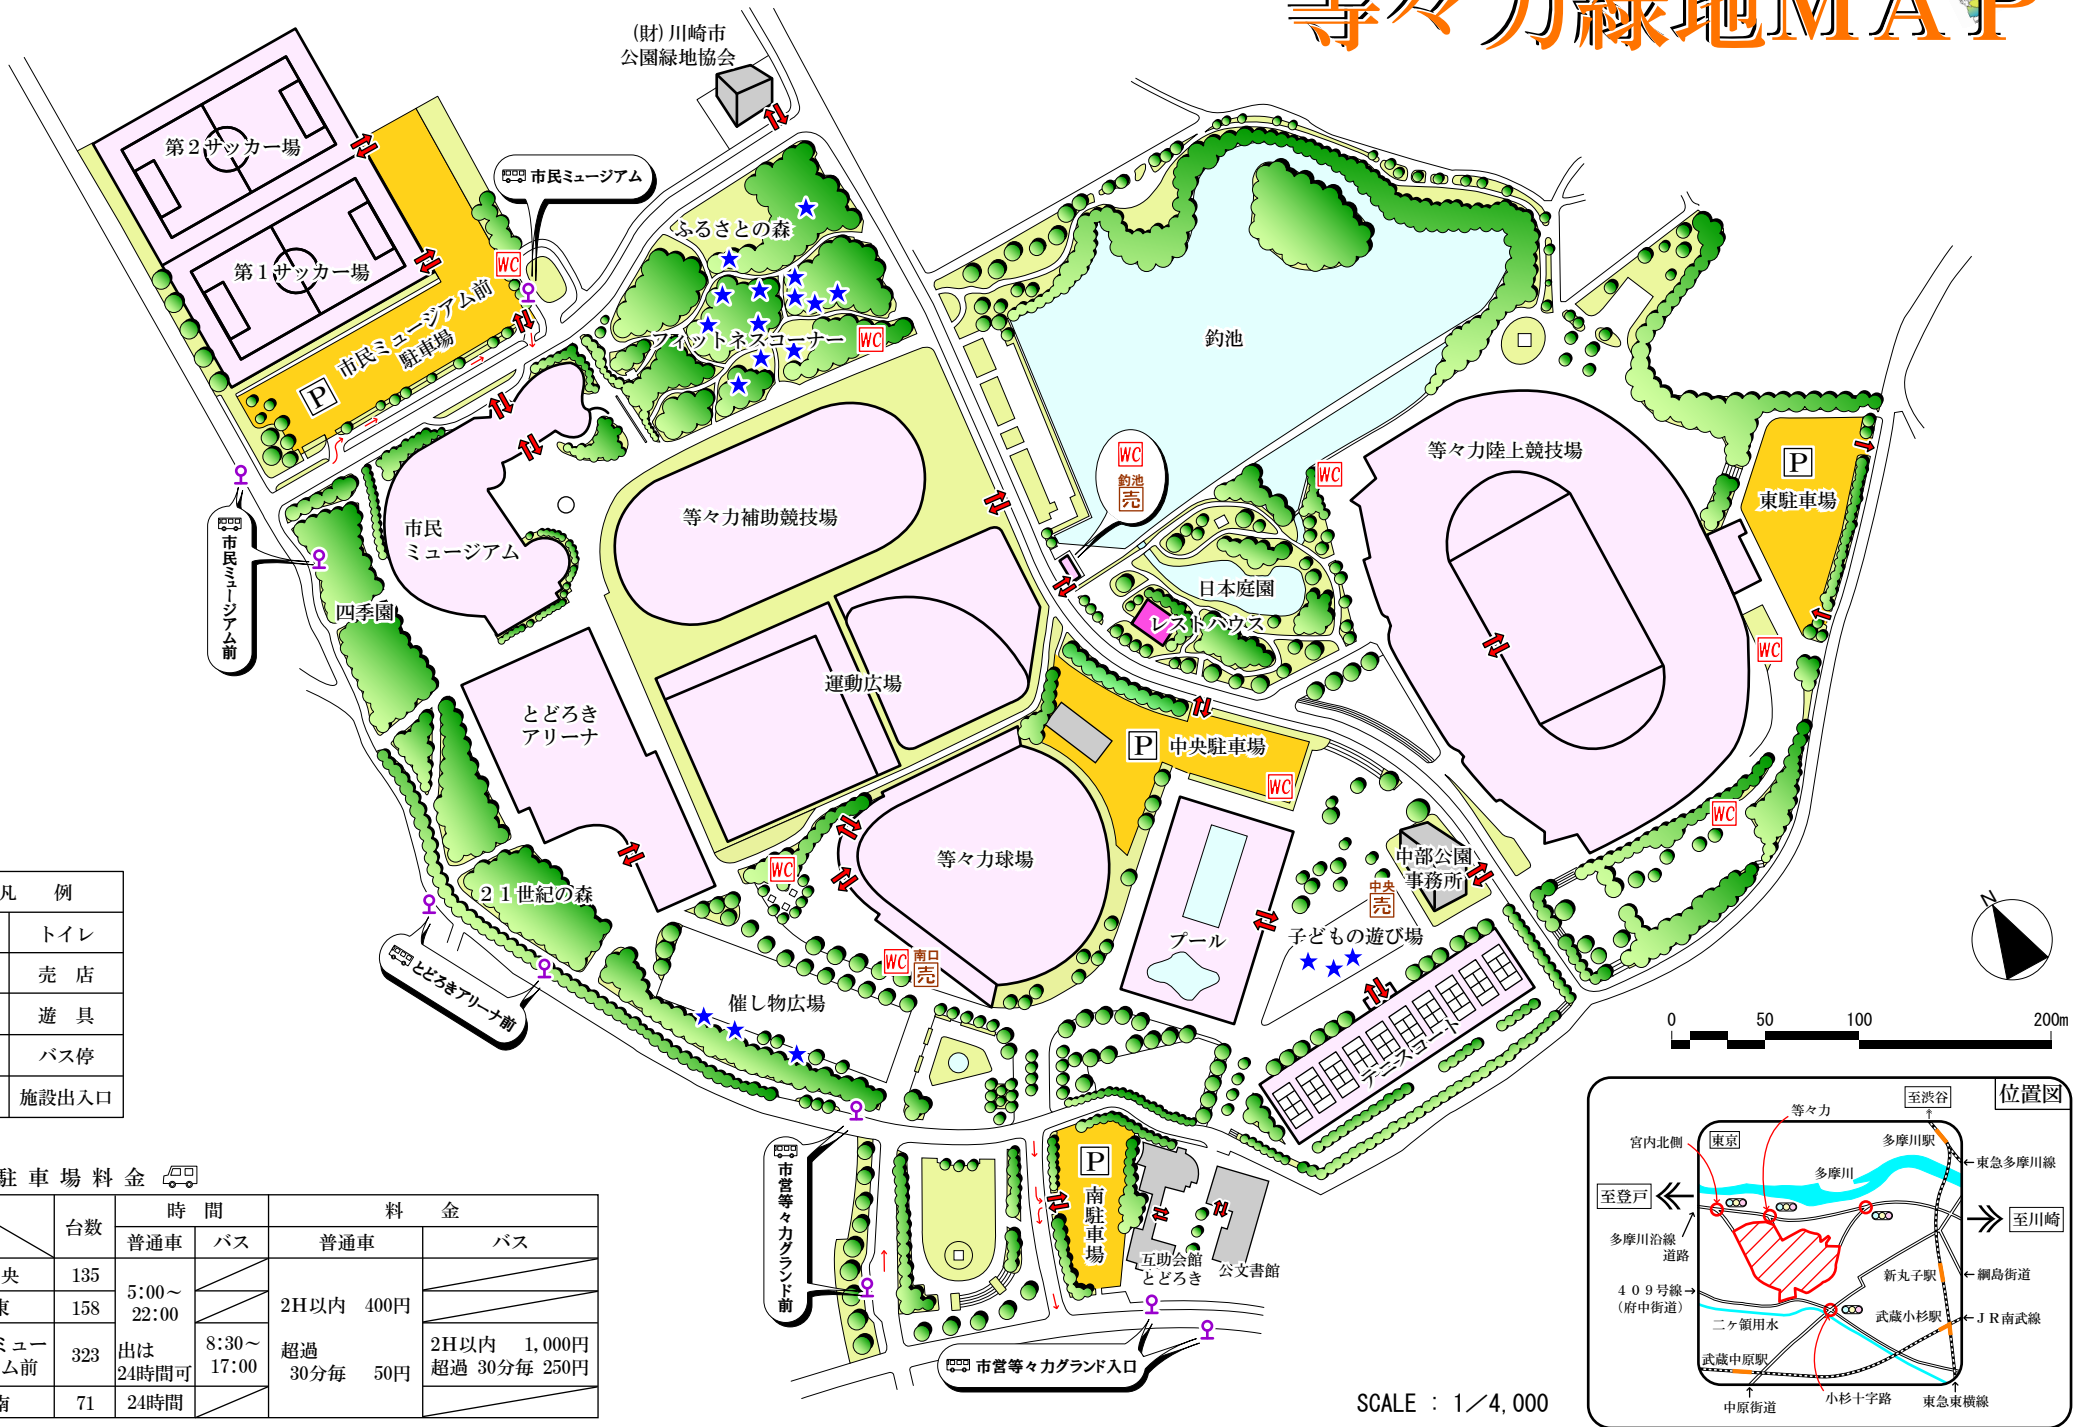 等々力緑地MAP
(財)川崎市
公園緑地協会
第2サッカー場
市民ミュージアム
ふるさとの森
第1サッカー場
WC
市民ミュージアム前
駐車場
P
フィットネスコーナー
WC
釣池
等々力陸上競技場
WC
釣池
売
WC
P
東駐車場
等々力補助競技場
市民
ミュージアム
市民ミュージアム前
四季園
日本庭園
レストハウス
WC
運動広場
とどろき
アリーナ
P
中央駐車場
WC
WC
等々力球場
中部公園
事務所
WC
中央
売
21世紀の森
プール
子どもの遊び場
WC
南口
売
とどろきアリーナ前
催し物広場
テニスコート
N
0 50 100 200m
凡 例
トイレ
売 店
遊 具
バス停
施設出入口
P
南駐車場
市営等々力グランド前
互助会館
とどろき
公文書館
市営等々力グランド入口
駐車場料金
台数 時 間 料 金
普通車 バス 普通車 バス
央 135 5:00~
22:00 2H以内 400円
東 158
ミュー
ム前 323 出は
24時間可 8:30~
17:00 超過
30分毎 50円 2H以内 1,000円
超過 30分毎 250円
南 71 24時間
SCALE : 1/4,000
位置図
至渋谷
等々力
宮内北側
東京
多摩川駅
東急多摩川線
多摩川
至登戸
至川崎
多摩川沿線
道路
新丸子駅
綱島街道
409号線
(府中街道)
二ヶ領用水
武蔵小杉駅
JR南武線
武蔵中原駅
中原街道
小杉十字路
東急東横線